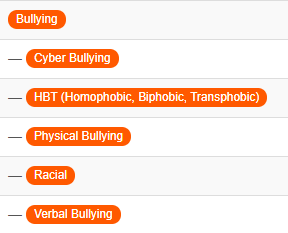 Bullying
— Cyber Bullying
— HBT (Homophobic, Biphobic, Transphobic)
— Physical Bullying
— Racial
— Verbal Bullying